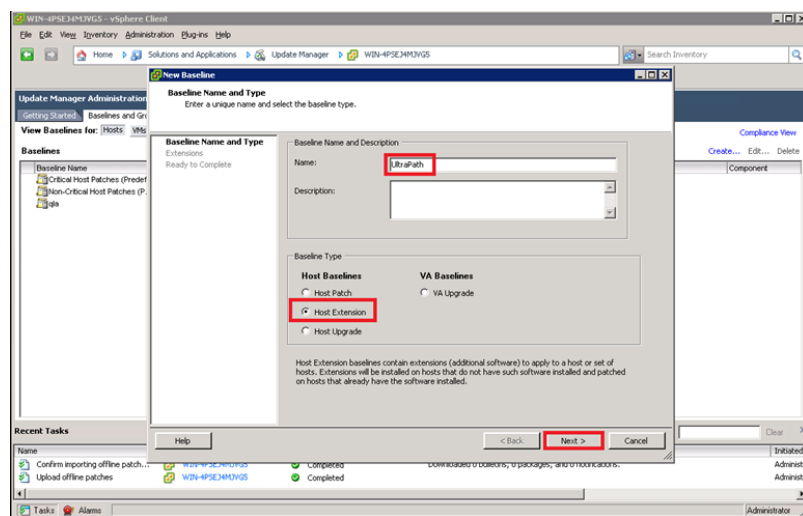 WIN-4PSEJ4MJVG5 - vSphere Client
File Edit View Inventory Administration Plug-ins Help
Home Solutions and Applications Update Manager WIN-4PSEJ4MJVG5 Search Inventory
New Baseline
Baseline Name and Type
Enter a unique name and select the baseline type.
Update Manager Administration
Getting Started Baselines and Gro
View Baselines for: Hosts VMs
Compliance View
Baselines
Create... Edit... Delete
Baseline Name
Component
Critical Host Patches (Predef
Non-Critical Host Patches (P.
qla
Baseline Name and Type
Extensions
Ready to Complete
Baseline Name and Description
Name: UltraPath
Description:
Baseline Type
Host Baselines VA Baselines
Host Patch VA Upgrade
Host Extension
Host Upgrade
Host Extension baselines contain extensions (additional software) to apply to a host or set of
hosts. Extensions will be installed on hosts that do not have such software installed and patched
on hosts that already have the software installed.
Help < Back Next > Cancel
Recent Tasks
Clear
Name
Initiated
Confirm importing offline patch... WIN-4PSEJ4MJVG5 Completed Downloaded 0 bulletins, 0 packages, and 0 notifications. Administ
Upload offline patches WIN-4PSEJ4MJVG5 Completed Administ
Tasks Alarms Administrator